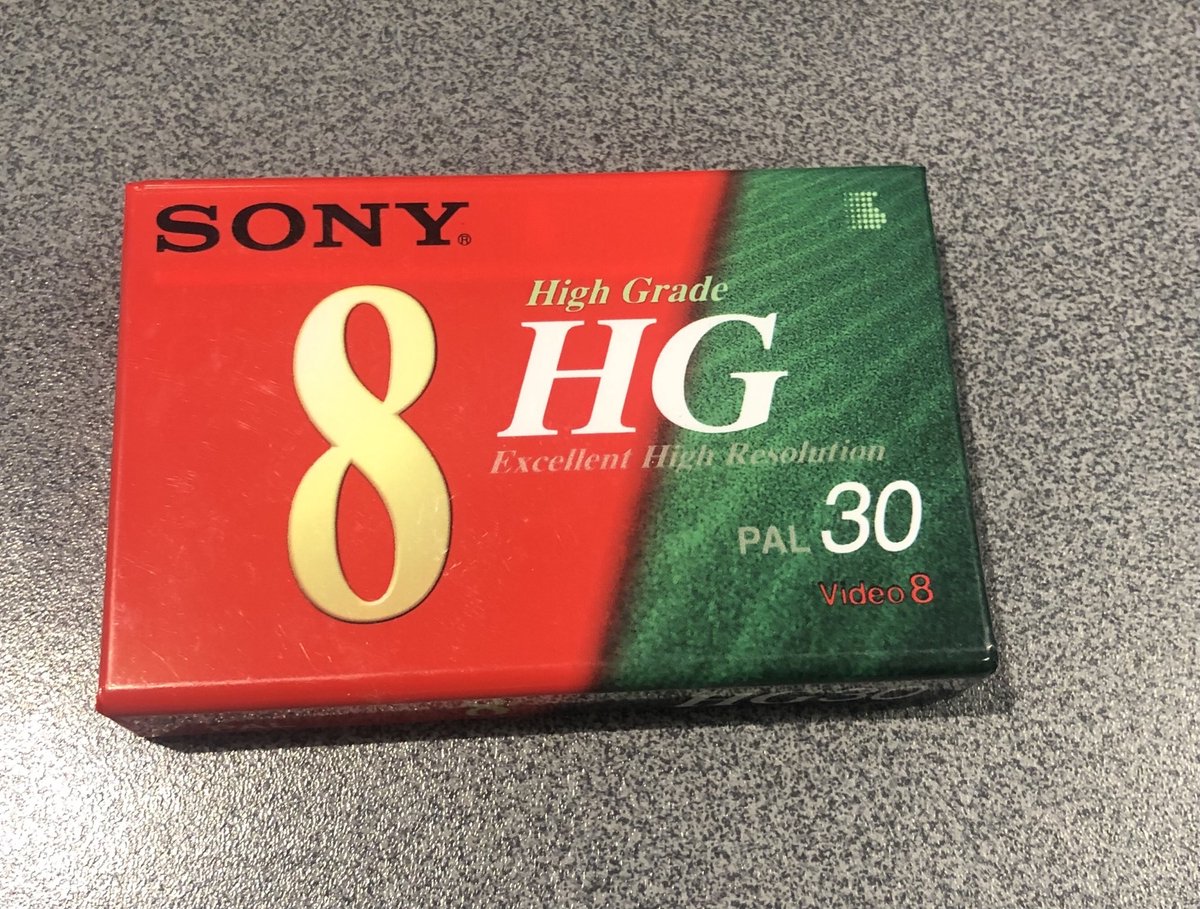 SONY®
8
High Grade
HG
Excellent High Resolution
PAL 30
Video 8